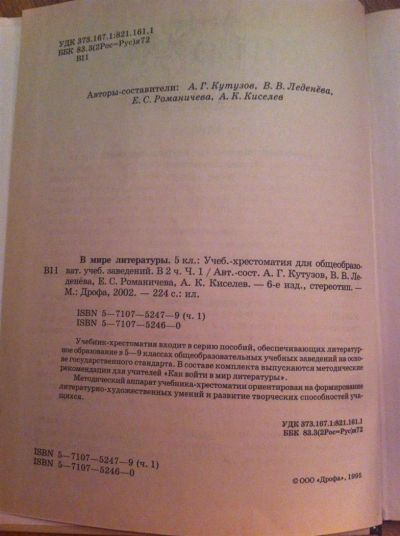 УДК 373.167.1:821.161.1
ББК 83.3(2Рос=Рус)я72
В11
Авторы-составители: А. Г. Кутузов, В. В. Леденёва,
Е. С. Романичева, А. К. Киселев
В мире литературы. 5 кл.: Учеб.-хрестоматия для общеобразо-
В11 ват. учеб. заведений. В 2 ч. Ч. 1 / Авт.-сост. А. Г. Кутузов, В. В. Ле-
денёва, Е. С. Романичева, А. К. Киселев. — 6-е изд., стереотип. —
М.: Дрофа, 2002. — 224 с.: ил.
ISBN 5—7107—5247—9 (ч. 1)
ISBN 5—7107—5246—0
Учебник-хрестоматия входит в серию пособий, обеспечивающих литератур-
ное образование в 5—9 классах общеобразовательных учебных заведений на осно-
ве государственного стандарта. В составе комплекта выпускаются методические
рекомендации для учителей «Как войти в мир литературы».
Методический аппарат учебника-хрестоматии ориентирован на формирование
литературно-художественных умений и развитие творческих способностей уча-
щихся.
УДК 373.167.1:821.161.1
ББК 83.3(2Рос=Рус)я72
ISBN 5—7107—5247—9 (ч. 1)
ISBN 5—7107—5246—0
© ООО «Дрофа», 1995